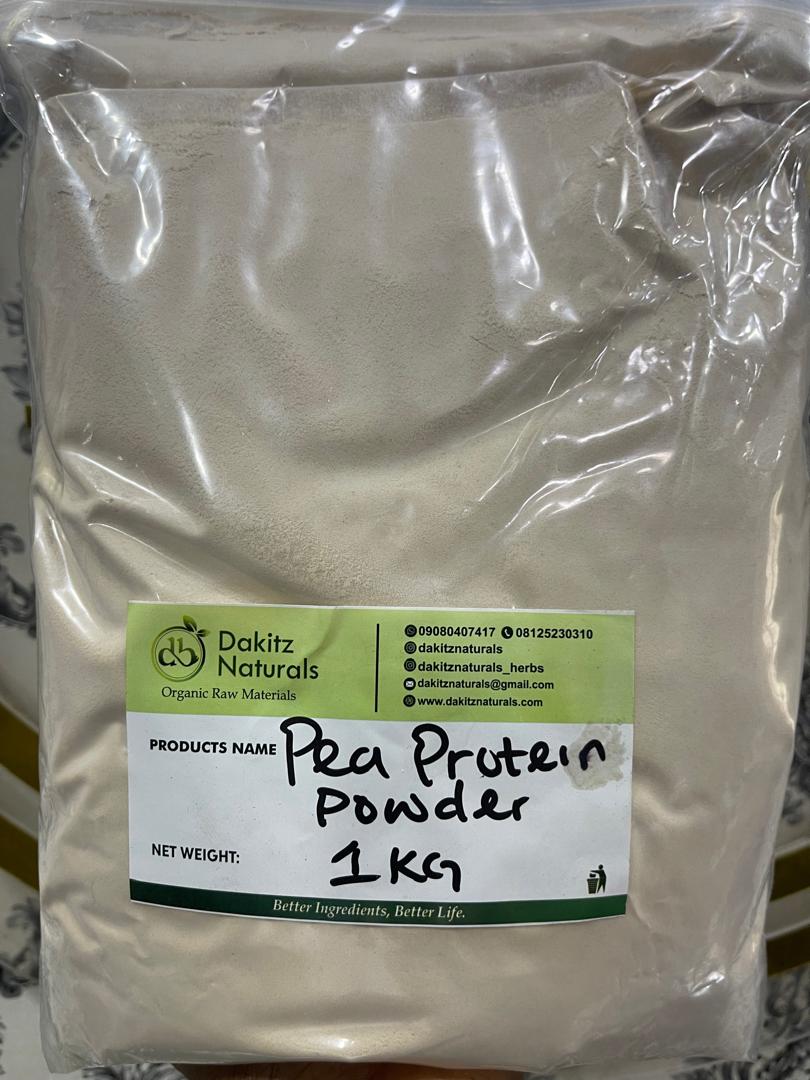 db
Dakitz
Naturals
Organic Raw Materials
09080407417 08125230310
dakitznaturals
dakitznaturals_herbs
dakitznaturals@gmail.com
www.dakitznaturals.com
PRODUCTS NAME Pea Protein
Powder
NET WEIGHT: 1KG
Better Ingredients, Better Life.